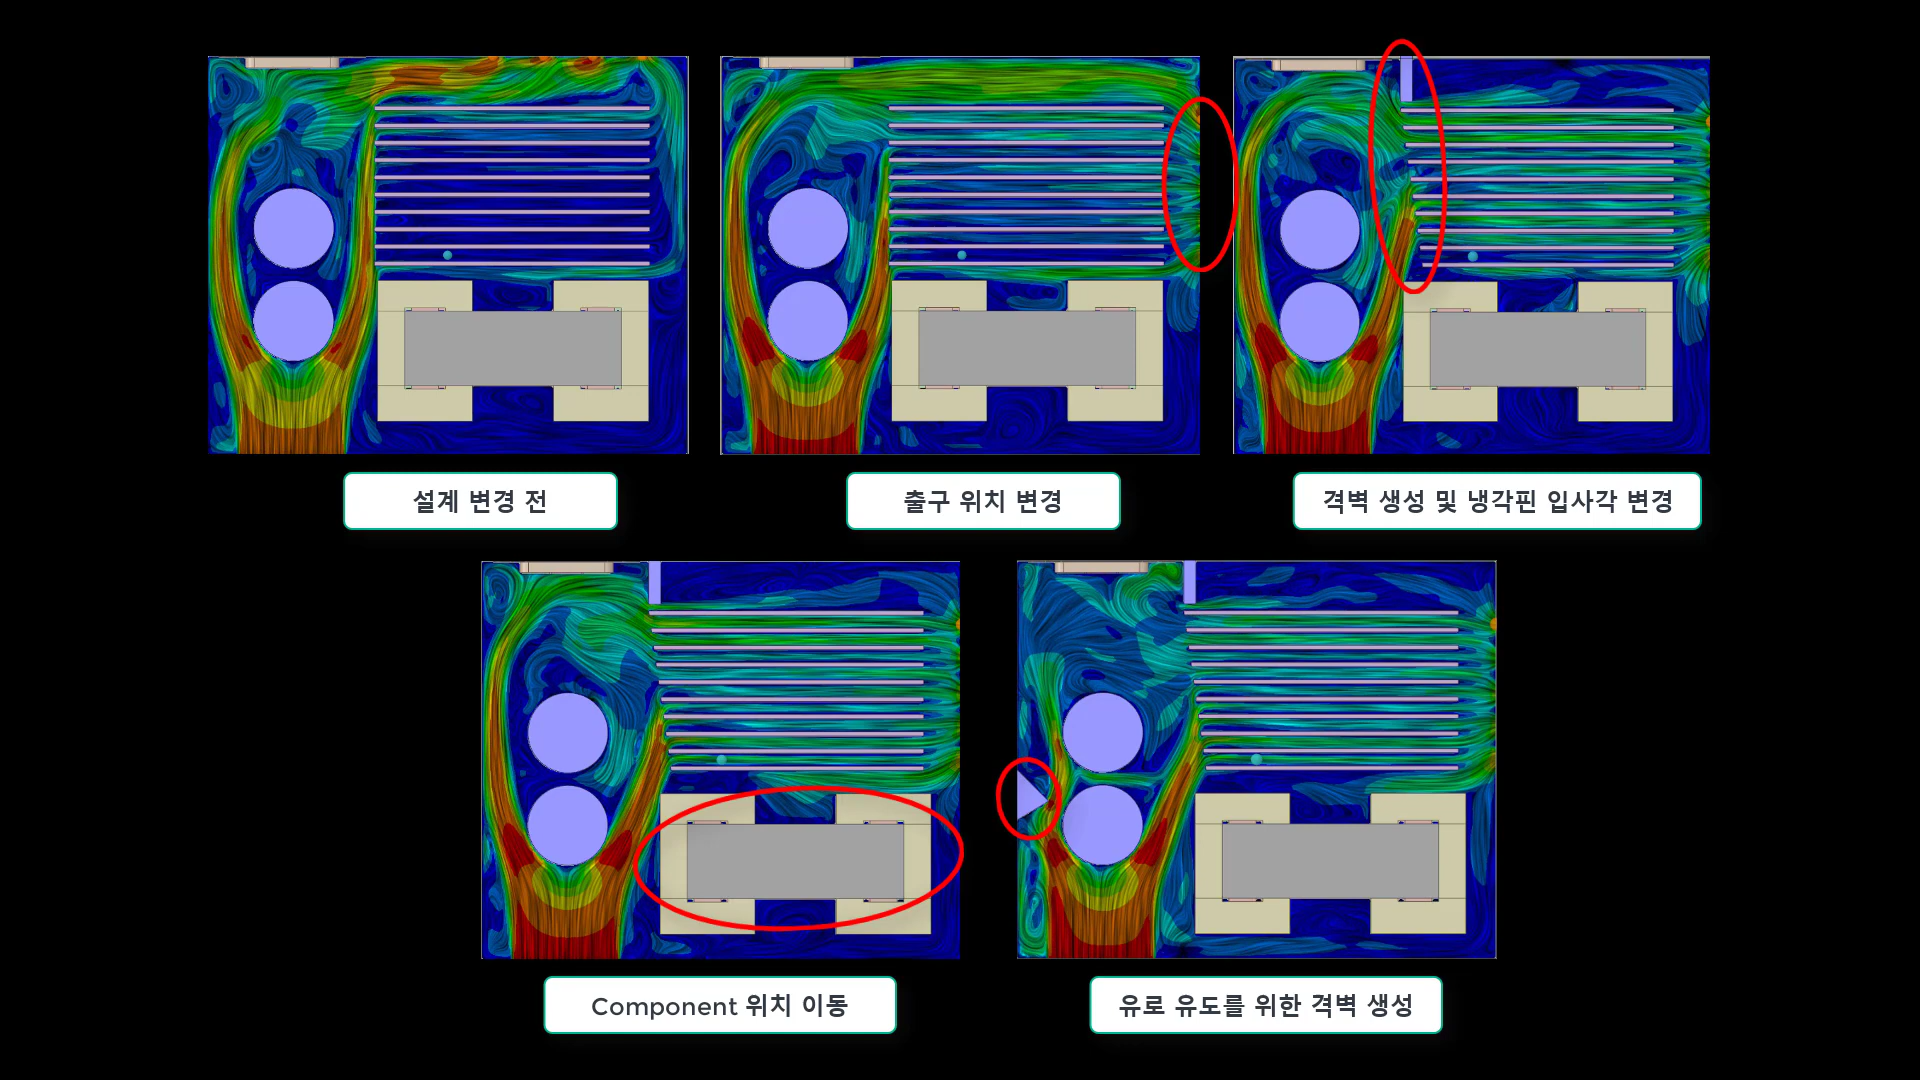 설계 변경 전
출구 위치 변경
격벽 생성 및 냉각핀 입사각 변경
Component 위치 이동
유로 유도를 위한 격벽 생성